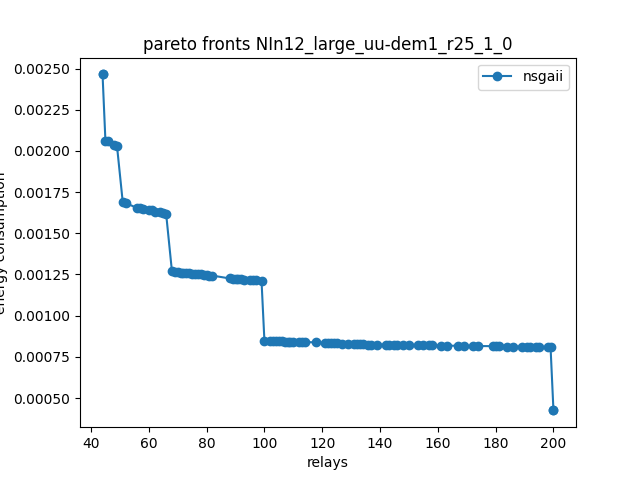 pareto fronts NIn12_large_uu-dem1_r25_1_0
nsgaii
0.00250
0.00225
0.00200
0.00175
0.00150
0.00125
0.00100
0.00075
0.00050
energy consumption
40 60 80 100 120 140 160 180 200
relays